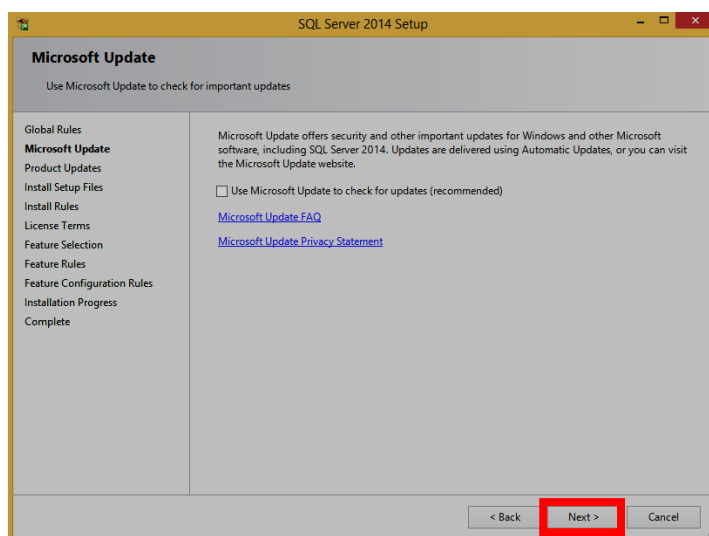 SQL Server 2014 Setup
Microsoft Update
Use Microsoft Update to check for important updates
Global Rules
Microsoft Update
Product Updates
Install Setup Files
Install Rules
License Terms
Feature Selection
Feature Rules
Feature Configuration Rules
Installation Progress
Complete
Microsoft Update offers security and other important updates for Windows and other Microsoft
software, including SQL Server 2014. Updates are delivered using Automatic Updates, or you can visit
the Microsoft Update website.
Use Microsoft Update to check for updates (recommended)
Microsoft Update FAQ
Microsoft Update Privacy Statement
< Back Next > Cancel